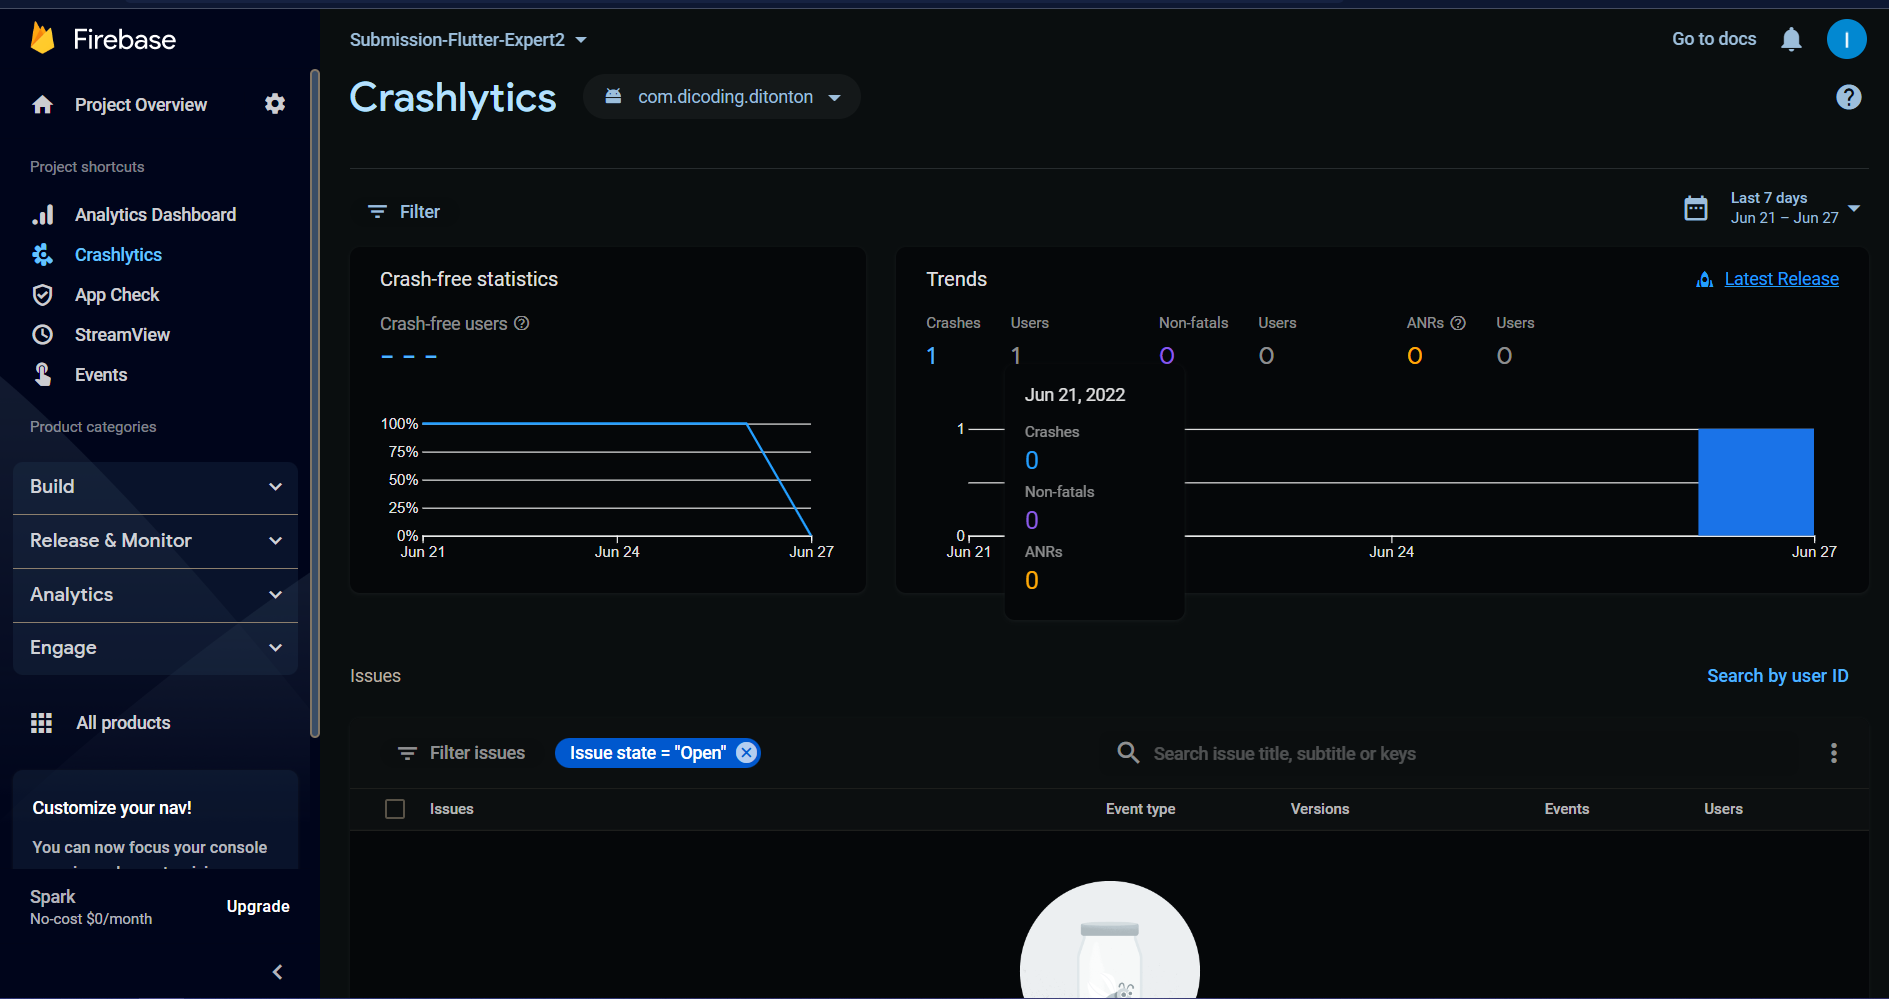 Firebase
Project Overview
Project shortcuts
Analytics Dashboard
Crashlytics
App Check
StreamView
Events
Product categories
Build
Release & Monitor
Analytics
Engage
All products
Customize your nav!
You can now focus your console
Spark
No-cost $0/month
Upgrade
Submission-Flutter-Expert2
Go to docs
I
Crashlytics
com.dicoding.ditonton
?
Filter
Last 7 days
Jun 21 – Jun 27
Crash-free statistics
Crash-free users ?
– – –
100%
75%
50%
25%
0%
Jun 21 Jun 24 Jun 27
Trends
Latest Release
Crashes Users Non-fatals Users ANRs ? Users
1 1 0 0 0 0
Jun 21, 2022
Crashes
0
Non-fatals
0
ANRs
0
1
0
Jun 21 Jun 24 Jun 27
Issues
Search by user ID
Filter issues
Issue state = "Open"
Search issue title, subtitle or keys
Issues Event type Versions Events Users